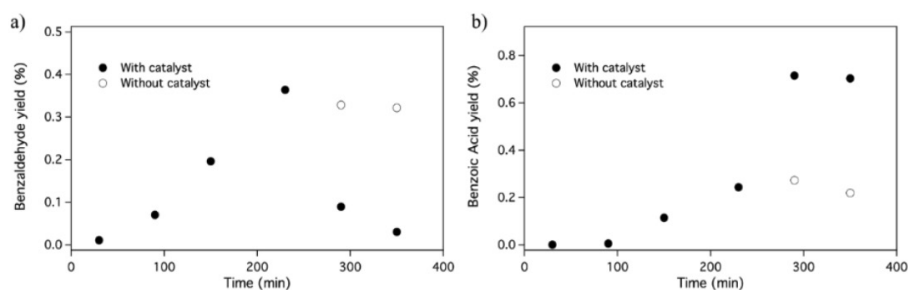 a)
Benzaldehyde yield (%)
0.5
0.4
0.3
0.2
0.1
0.0
With catalyst
Without catalyst
0
100
200
300
400
Time (min)
b)
Benzoic Acid yield (%)
0.8
0.6
0.4
0.2
0.0
With catalyst
Without catalyst
0
100
200
300
400
Time (min)